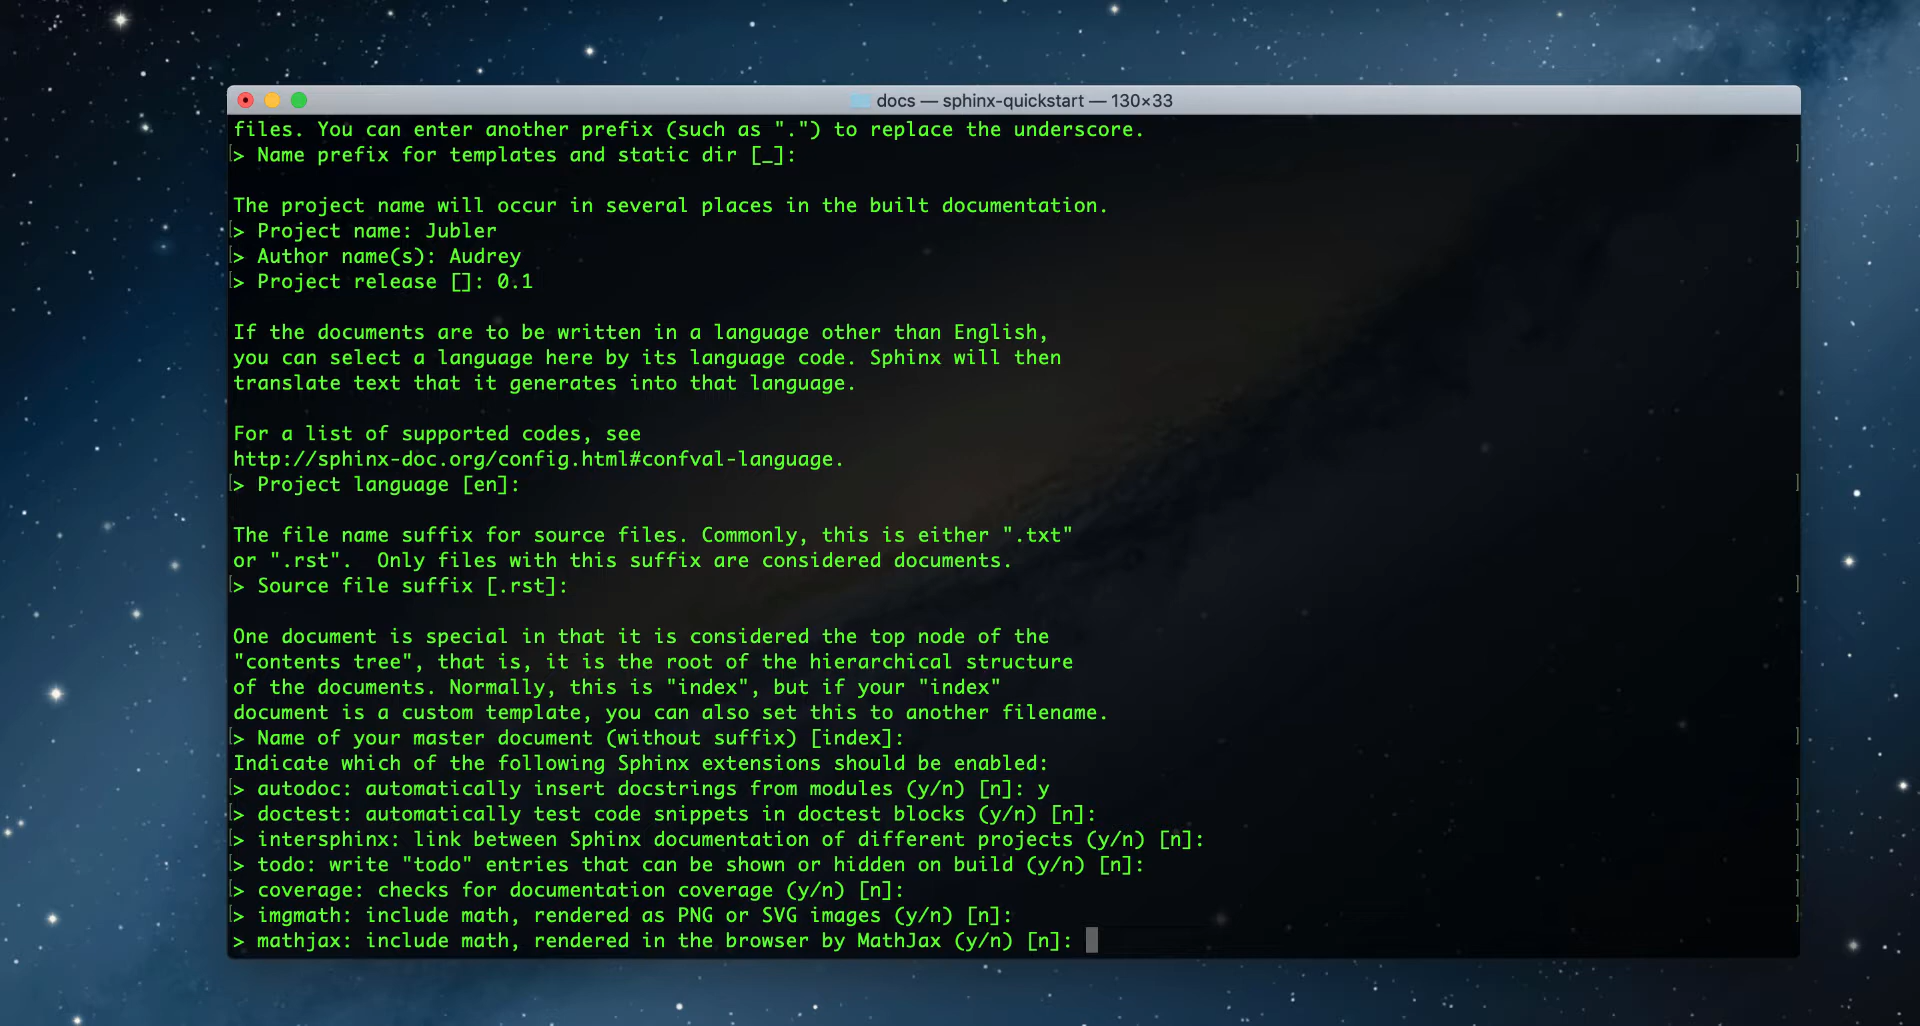 docs — sphinx-quickstart — 130×33
files. You can enter another prefix (such as ".") to replace the underscore.
> Name prefix for templates and static dir [_]:
The project name will occur in several places in the built documentation.
> Project name: Jubler
> Author name(s): Audrey
> Project release []: 0.1
If the documents are to be written in a language other than English,
you can select a language here by its language code. Sphinx will then
translate text that it generates into that language.
For a list of supported codes, see
http://sphinx-doc.org/config.html#confval-language.
> Project language [en]:
The file name suffix for source files. Commonly, this is either ".txt"
or ".rst".  Only files with this suffix are considered documents.
> Source file suffix [.rst]:
One document is special in that it is considered the top node of the
"contents tree", that is, it is the root of the hierarchical structure
of the documents. Normally, this is "index", but if your "index"
document is a custom template, you can also set this to another filename.
> Name of your master document (without suffix) [index]:
Indicate which of the following Sphinx extensions should be enabled:
> autodoc: automatically insert docstrings from modules (y/n) [n]: y
> doctest: automatically test code snippets in doctest blocks (y/n) [n]:
> intersphinx: link between Sphinx documentation of different projects (y/n) [n]:
> todo: write "todo" entries that can be shown or hidden on build (y/n) [n]:
> coverage: checks for documentation coverage (y/n) [n]:
> imgmath: include math, rendered as PNG or SVG images (y/n) [n]:
> mathjax: include math, rendered in the browser by MathJax (y/n) [n]: